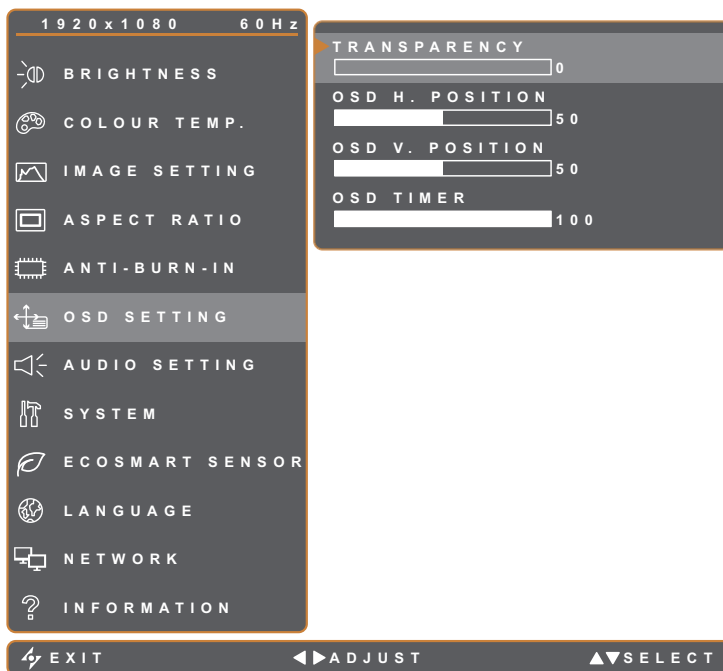 1920x1080 60Hz
BRIGHTNESS
COLOUR TEMP.
IMAGE SETTING
ASPECT RATIO
ANTI-BURN-IN
OSD SETTING
AUDIO SETTING
SYSTEM
ECOSMART SENSOR
LANGUAGE
NETWORK
INFORMATION
TRANSPARENCY
0
OSD H. POSITION
50
OSD V. POSITION
50
OSD TIMER
100
EXIT ADJUST SELECT